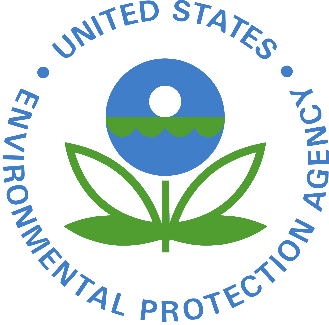 UNITED STATES
ENVIRONMENTAL PROTECTION AGENCY